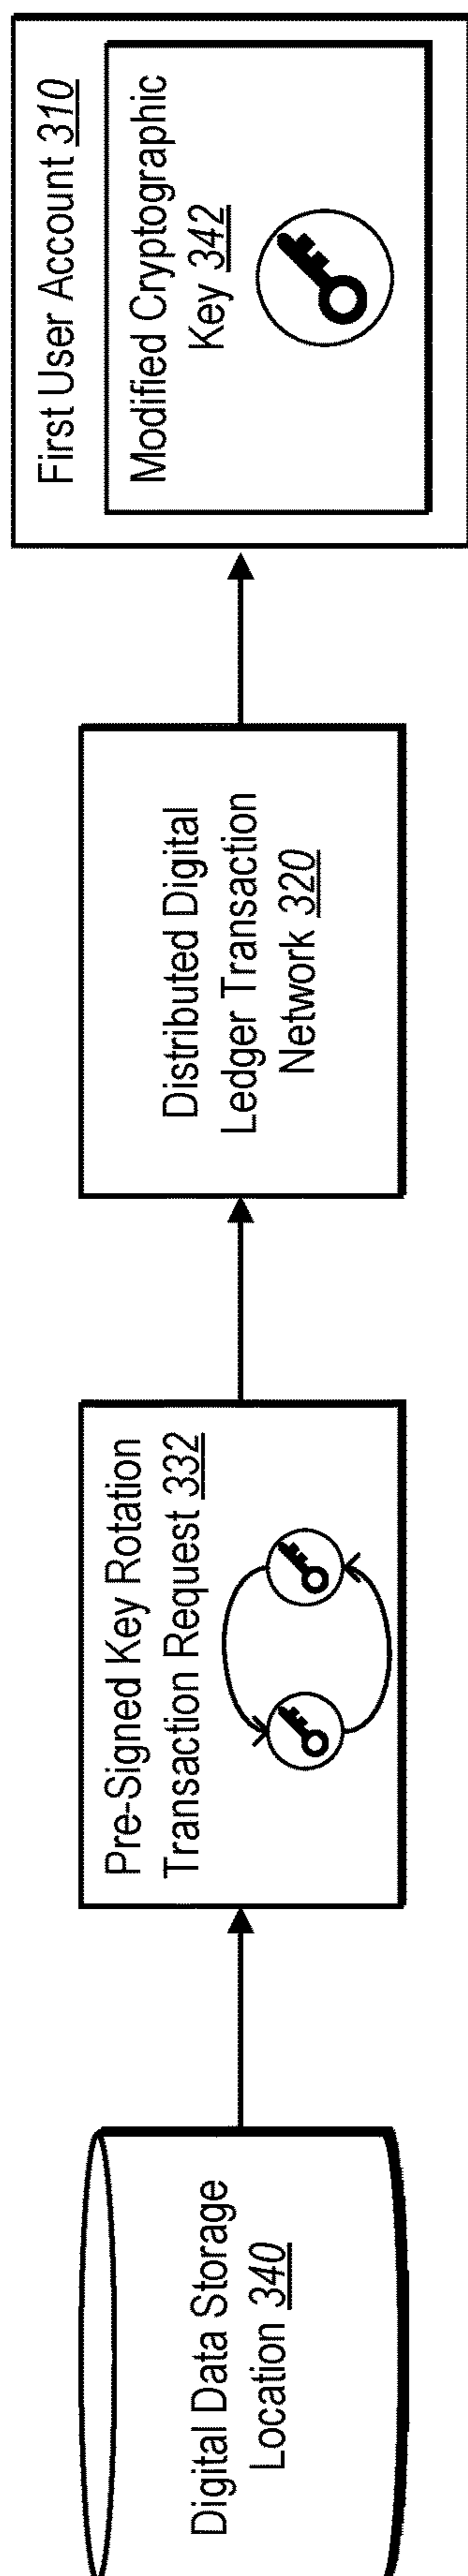 Digital Data Storage
Location 340
Pre-Signed Key Rotation
Transaction Request 332
Distributed Digital
Ledger Transaction
Network 320
First User Account 310
Modified Cryptographic
Key 342